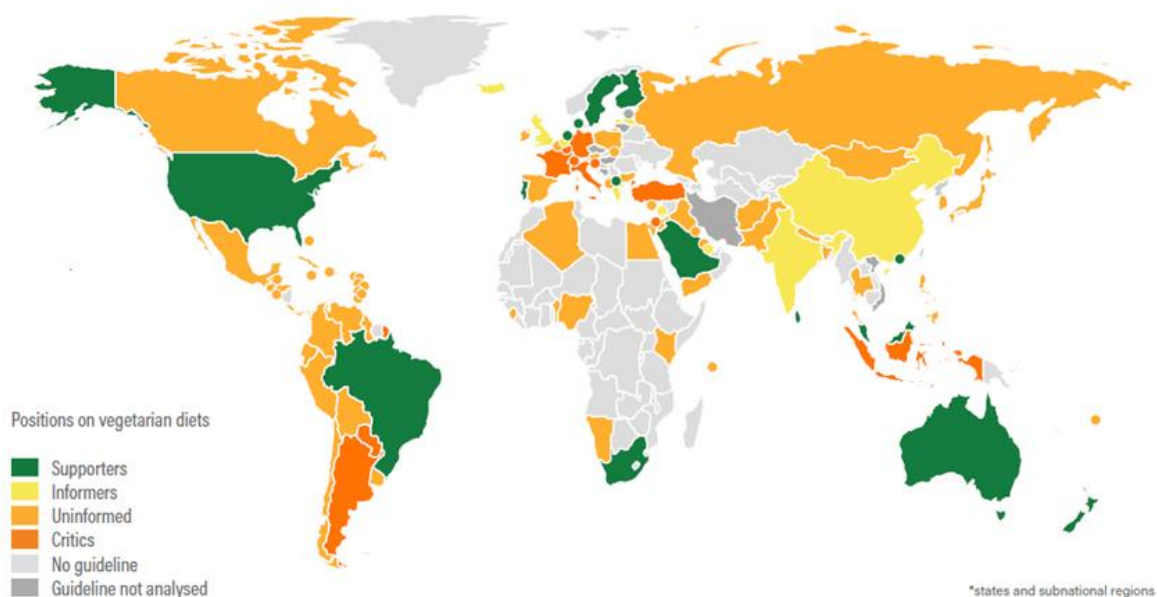 Positions on vegetarian diets
Supporters
Informers
Uninformed
Critics
No guideline
Guideline not analysed
*states and subnational regions